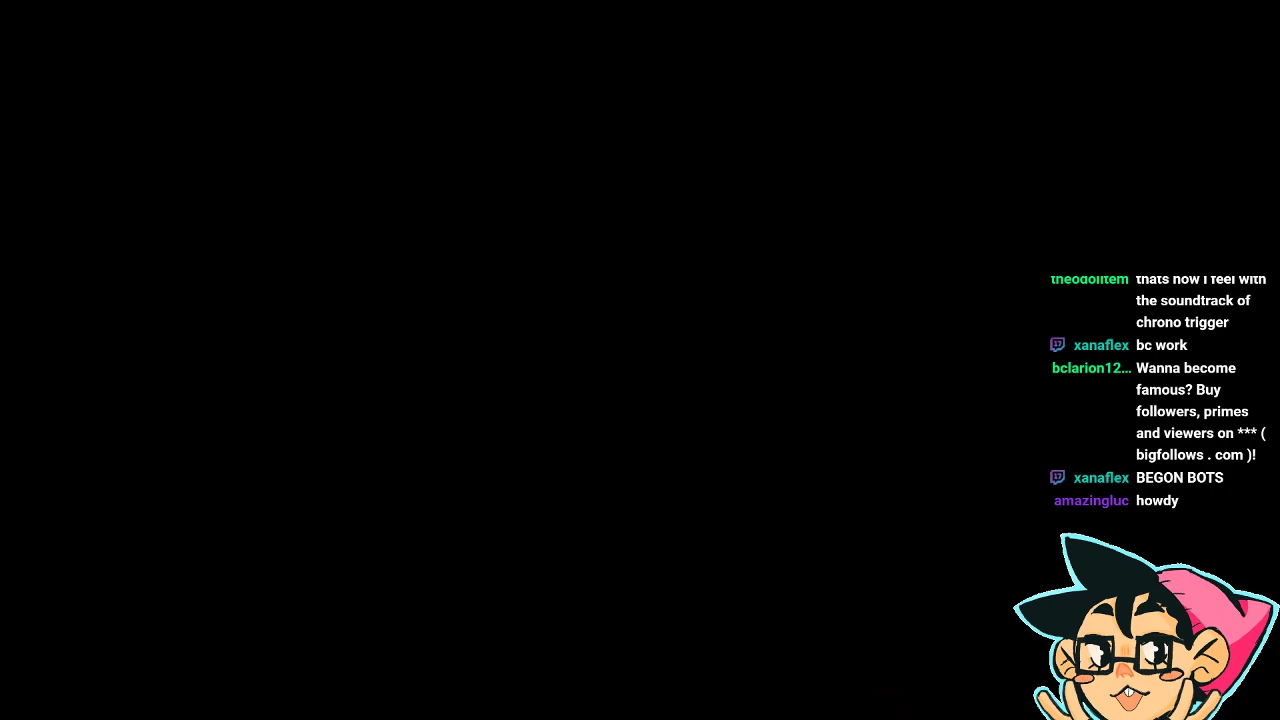 theodolitem thats how I feel with
the soundtrack of
chrono trigger
xanaflex bc work
bclarion12... Wanna become
famous? Buy
followers, primes
and viewers on *** (
bigfollows . com )!
xanaflex BEGON BOTS
amazingluc howdy